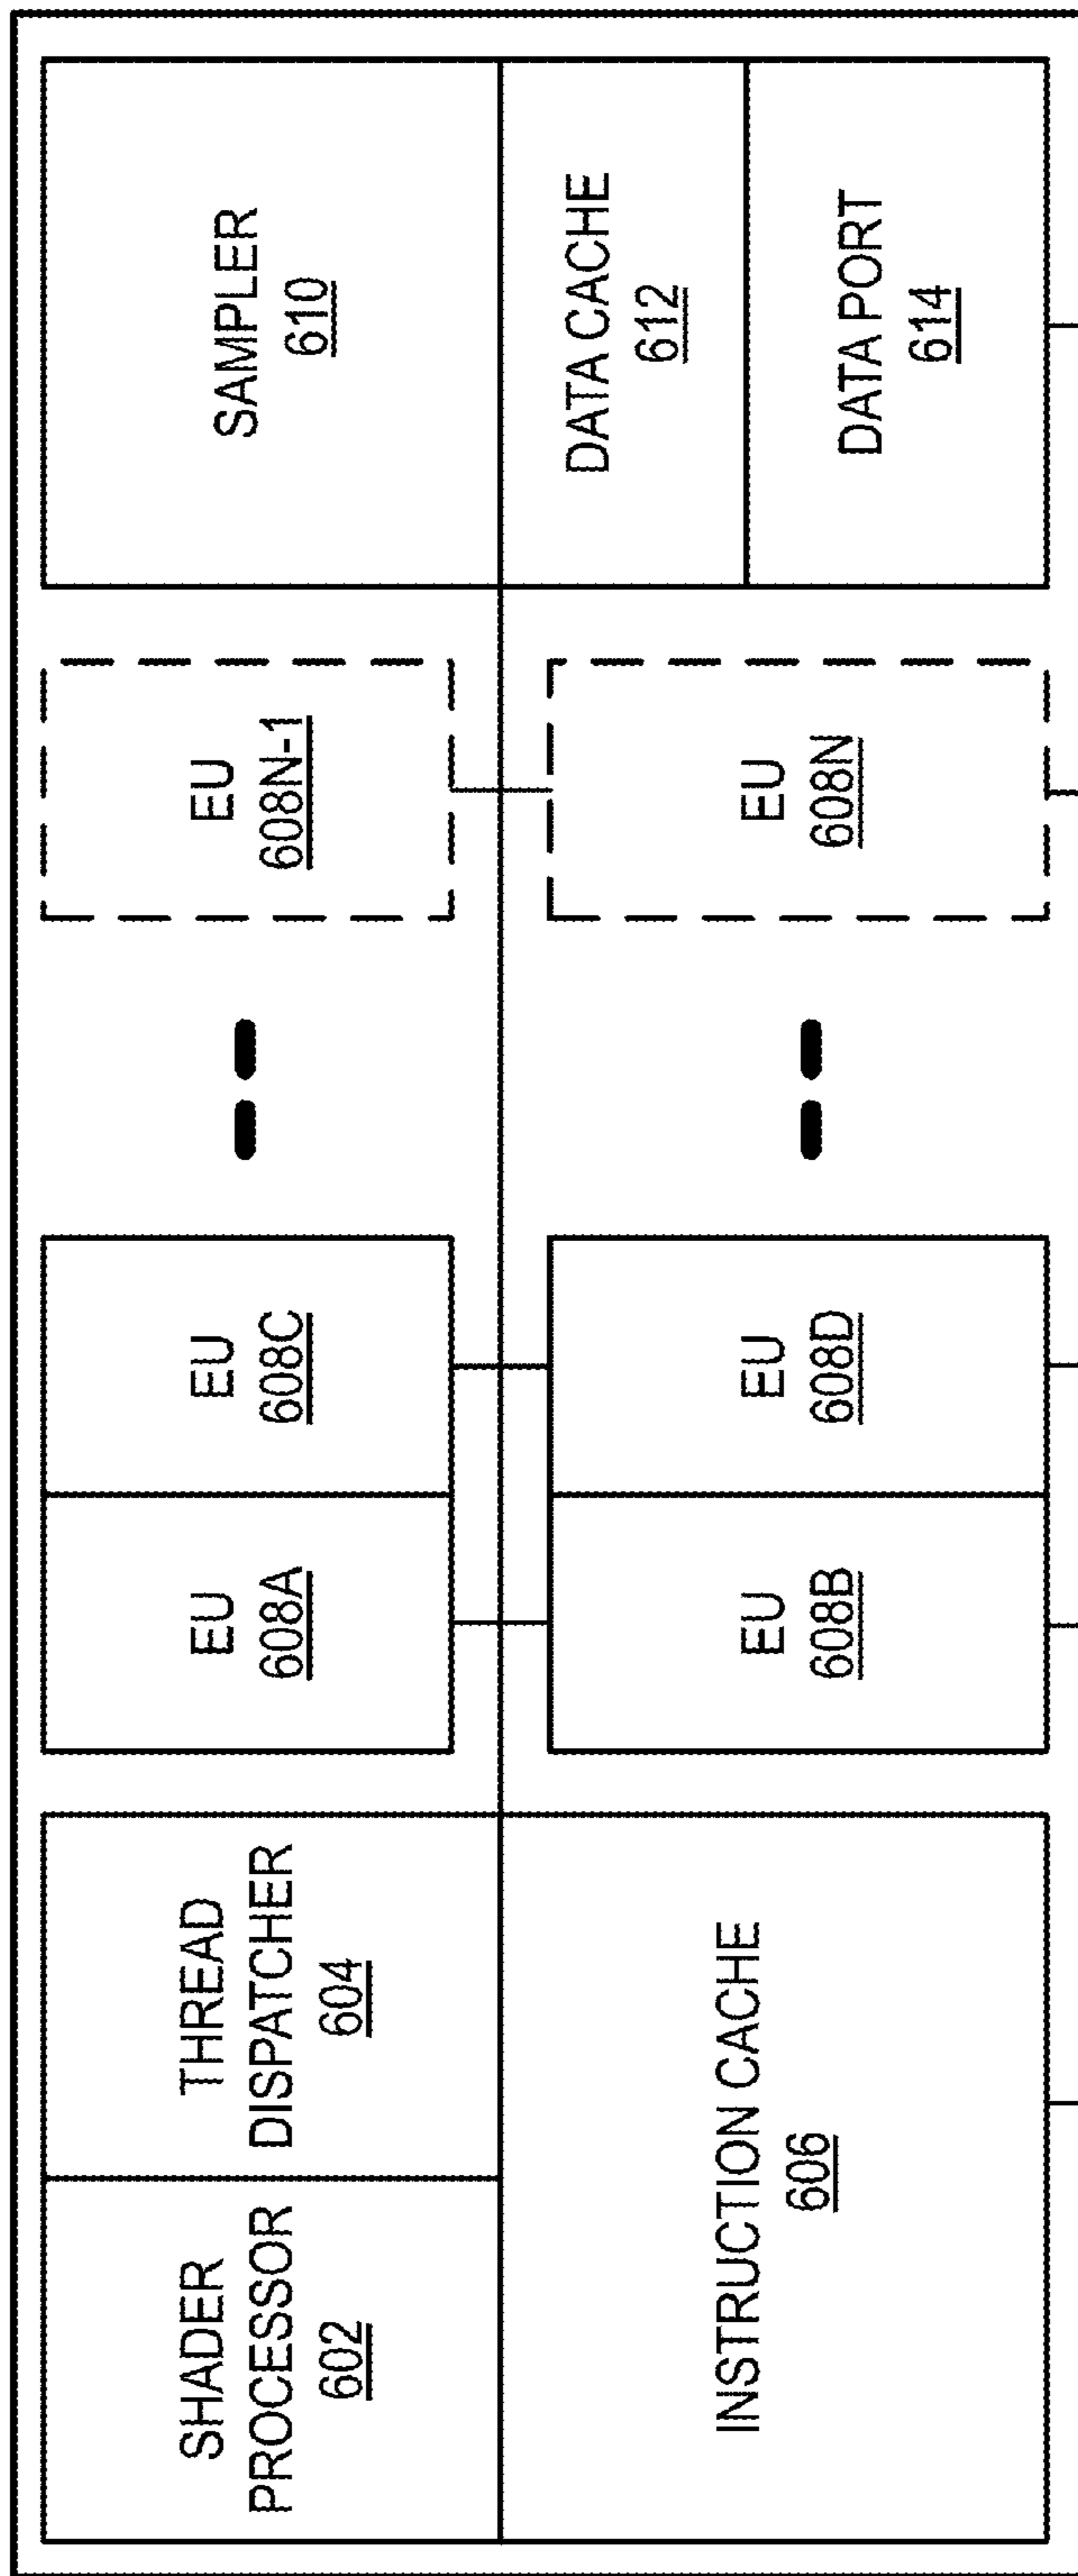 SHADER
PROCESSOR
602
THREAD
DISPATCHER
604
INSTRUCTION CACHE
606
EU
608A
EU
608C
EU
608N-1
EU
608B
EU
608D
EU
608N
SAMPLER
610
DATA CACHE
612
DATA PORT
614